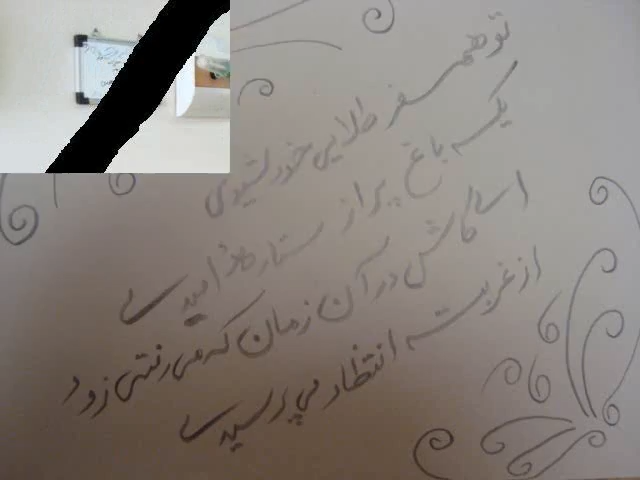 تو همسفر طلایی خورشیدی
یک باغ پر از ستاره و امیدی
ای کاش در آن زمان که می رفتی زود
از غربت انتظار می پرسیدی